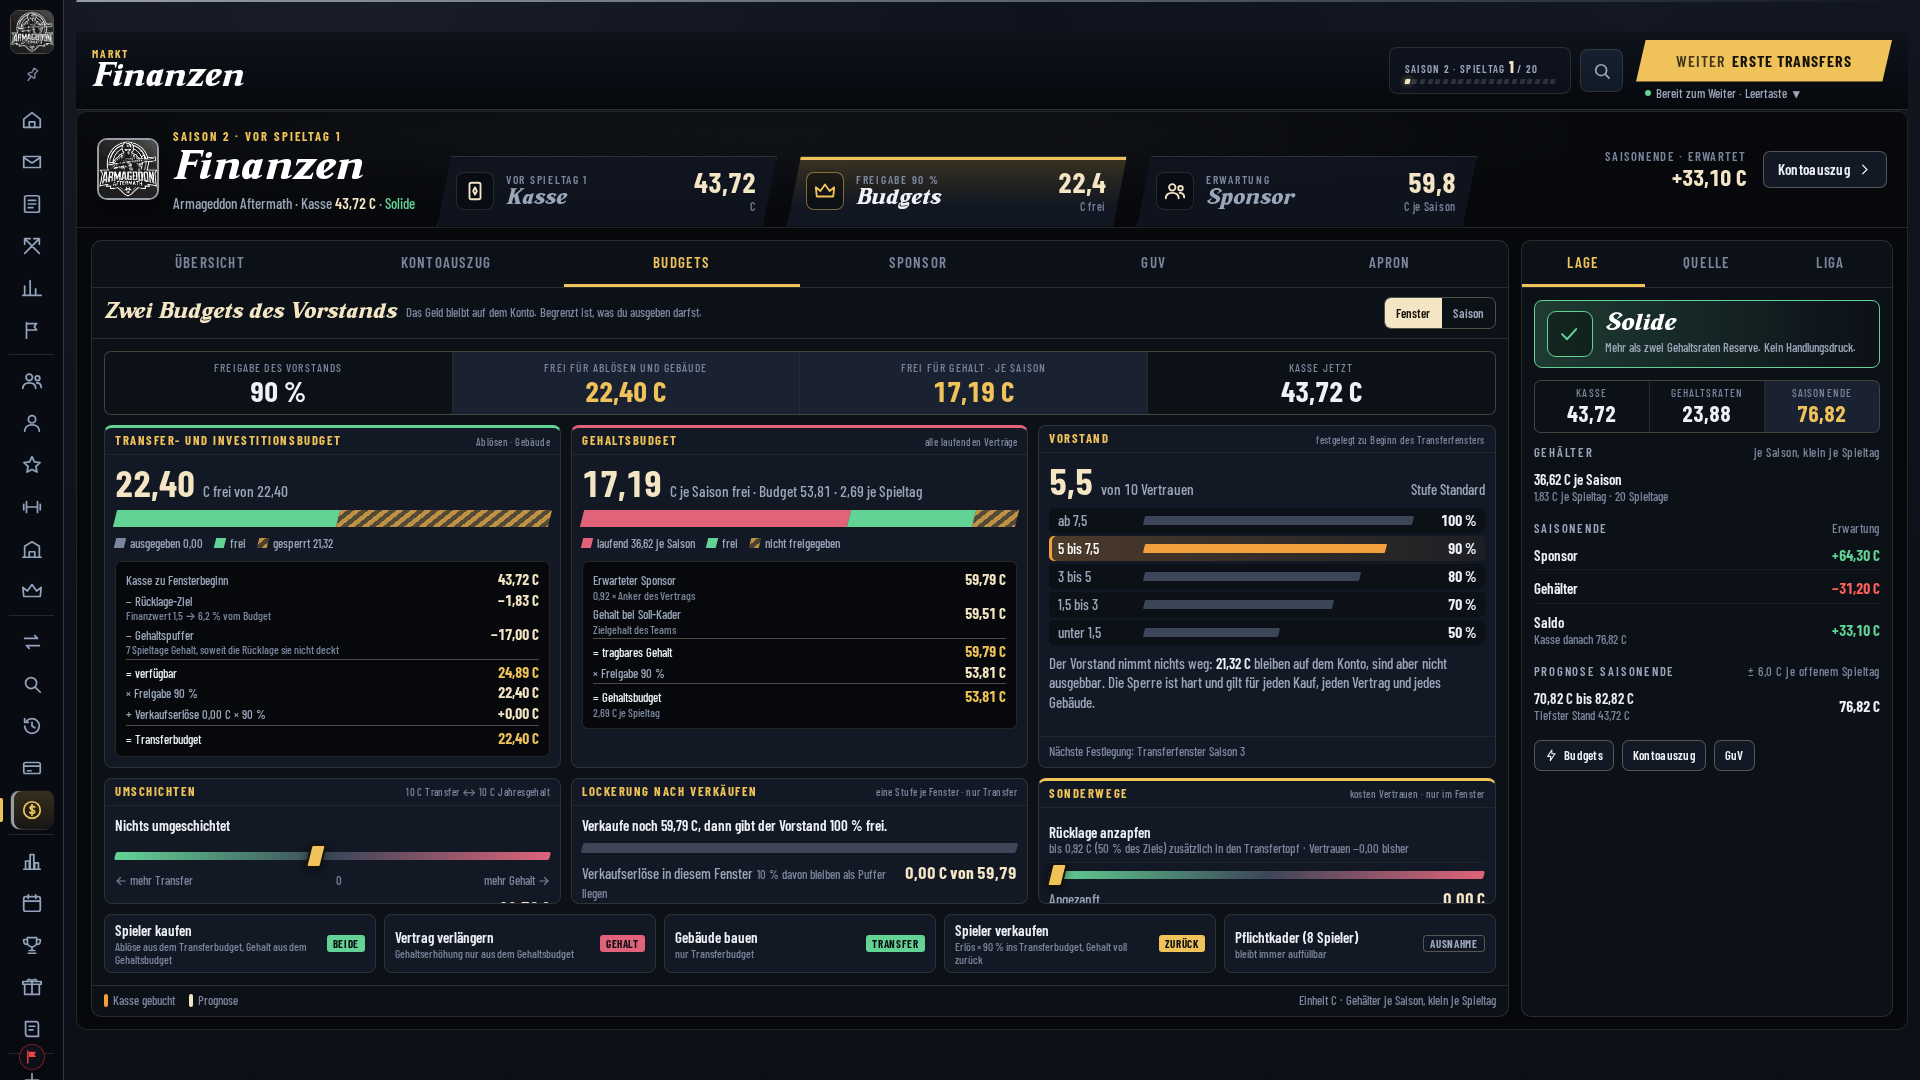 MARKT
Finanzen
SAISON 2 · SPIELTAG 1 / 20
WEITER ERSTE TRANSFERS
Bereit zum Weiter · Leertaste ▼
ARMAGEDDON
AFTERMATH
SAISON 2 · VOR SPIELTAG 1
Finanzen
Armageddon Aftermath · Kasse 43,72 C · Solide
VOR SPIELTAG 1
Kasse
43,72
C
FREIGABE 90 %
Budgets
22,4
C frei
ERWARTUNG
Sponsor
59,8
C je Saison
SAISONENDE · ERWARTET
+33,10 C
Kontoauszug
ÜBERSICHT
KONTOAUSZUG
BUDGETS
SPONSOR
GUV
APRON
Zwei Budgets des Vorstands
Das Geld bleibt auf dem Konto. Begrenzt ist, was du ausgeben darfst.
Fenster
Saison
FREIGABE DES VORSTANDS
90 %
FREI FÜR ABLÖSEN UND GEBÄUDE
22,40 C
FREI FÜR GEHALT · JE SAISON
17,19 C
KASSE JETZT
43,72 C
TRANSFER- UND INVESTITIONSBUDGET
Ablösen · Gebäude
22,40 C frei von 22,40
ausgegeben 0,00
frei
gesperrt 21,32
Kasse zu Fensterbeginn 43,72 C
− Rücklage-Ziel −1,83 C
Finanzwert 1,5 → 6,2 % vom Budget
− Gehaltspuffer −17,00 C
7 Spieltage Gehalt, soweit die Rücklage sie nicht deckt
= verfügbar 24,89 C
× Freigabe 90 % 22,40 C
+ Verkaufserlöse 0,00 C × 90 % +0,00 C
= Transferbudget 22,40 C
GEHALTSBUDGET
alle laufenden Verträge
17,19 C je Saison frei · Budget 53,81 · 2,69 je Spieltag
laufend 36,62 je Saison
frei
nicht freigegeben
Erwarteter Sponsor 59,79 C
0,92 × Anker des Vertrags
Gehalt bei Soll-Kader 59,51 C
Zielgehalt des Teams
= tragbares Gehalt 59,79 C
× Freigabe 90 % 53,81 C
= Gehaltsbudget 53,81 C
2,69 C je Spieltag
VORSTAND
festgelegt zu Beginn des Transferfensters
5,5 von 10 Vertrauen
Stufe Standard
ab 7,5 100 %
5 bis 7,5 90 %
3 bis 5 80 %
1,5 bis 3 70 %
unter 1,5 50 %
Der Vorstand nimmt nichts weg: 21,32 C bleiben auf dem Konto, sind aber nicht
ausgebbar. Die Sperre ist hart und gilt für jeden Kauf, jeden Vertrag und jedes
Gebäude.
Nächste Festlegung: Transferfenster Saison 3
UMSCHICHTEN
10 C Transfer ↔ 10 C Jahresgehalt
Nichts umgeschichtet
← mehr Transfer
0
mehr Gehalt →
LOCKERUNG NACH VERKÄUFEN
eine Stufe je Fenster · nur Transfer
Verkaufe noch 59,79 C, dann gibt der Vorstand 100 % frei.
Verkaufserlöse in diesem Fenster 10 % davon bleiben als Puffer
liegen
0,00 C von 59,79
SONDERWEGE
kosten Vertrauen · nur im Fenster
Rücklage anzapfen
bis 0,92 C (50 % des Ziels) zusätzlich in den Transfertopf · Vertrauen −0,00 bisher
Angezapft 0,00 C
Spieler kaufen
Ablöse aus dem Transferbudget, Gehalt aus dem
Gehaltsbudget
BEIDE
Vertrag verlängern
Gehaltserhöhung nur aus dem Gehaltsbudget
GEHALT
Gebäude bauen
nur Transferbudget
TRANSFER
Spieler verkaufen
Erlös × 90 % ins Transferbudget, Gehalt voll
zurück
ZURÜCK
Pflichtkader (8 Spieler)
bleibt immer auffüllbar
AUSNAHME
Kasse gebucht
Prognose
Einheit C · Gehälter je Saison, klein je Spieltag
LAGE
QUELLE
LIGA
Solide
Mehr als zwei Gehaltsraten Reserve. Kein Handlungsdruck.
KASSE
43,72
GEHALTSRATEN
23,88
SAISONENDE
76,82
GEHÄLTER
je Saison, klein je Spieltag
36,62 C je Saison
1,83 C je Spieltag · 20 Spieltage
SAISONENDE
Erwartung
Sponsor +64,30 C
Gehälter −31,20 C
Saldo +33,10 C
Kasse danach 76,82 C
PROGNOSE SAISONENDE
± 6,0 C je offenem Spieltag
70,82 C bis 82,82 C
76,82 C
Tiefster Stand 43,72 C
Budgets
Kontoauszug
GuV